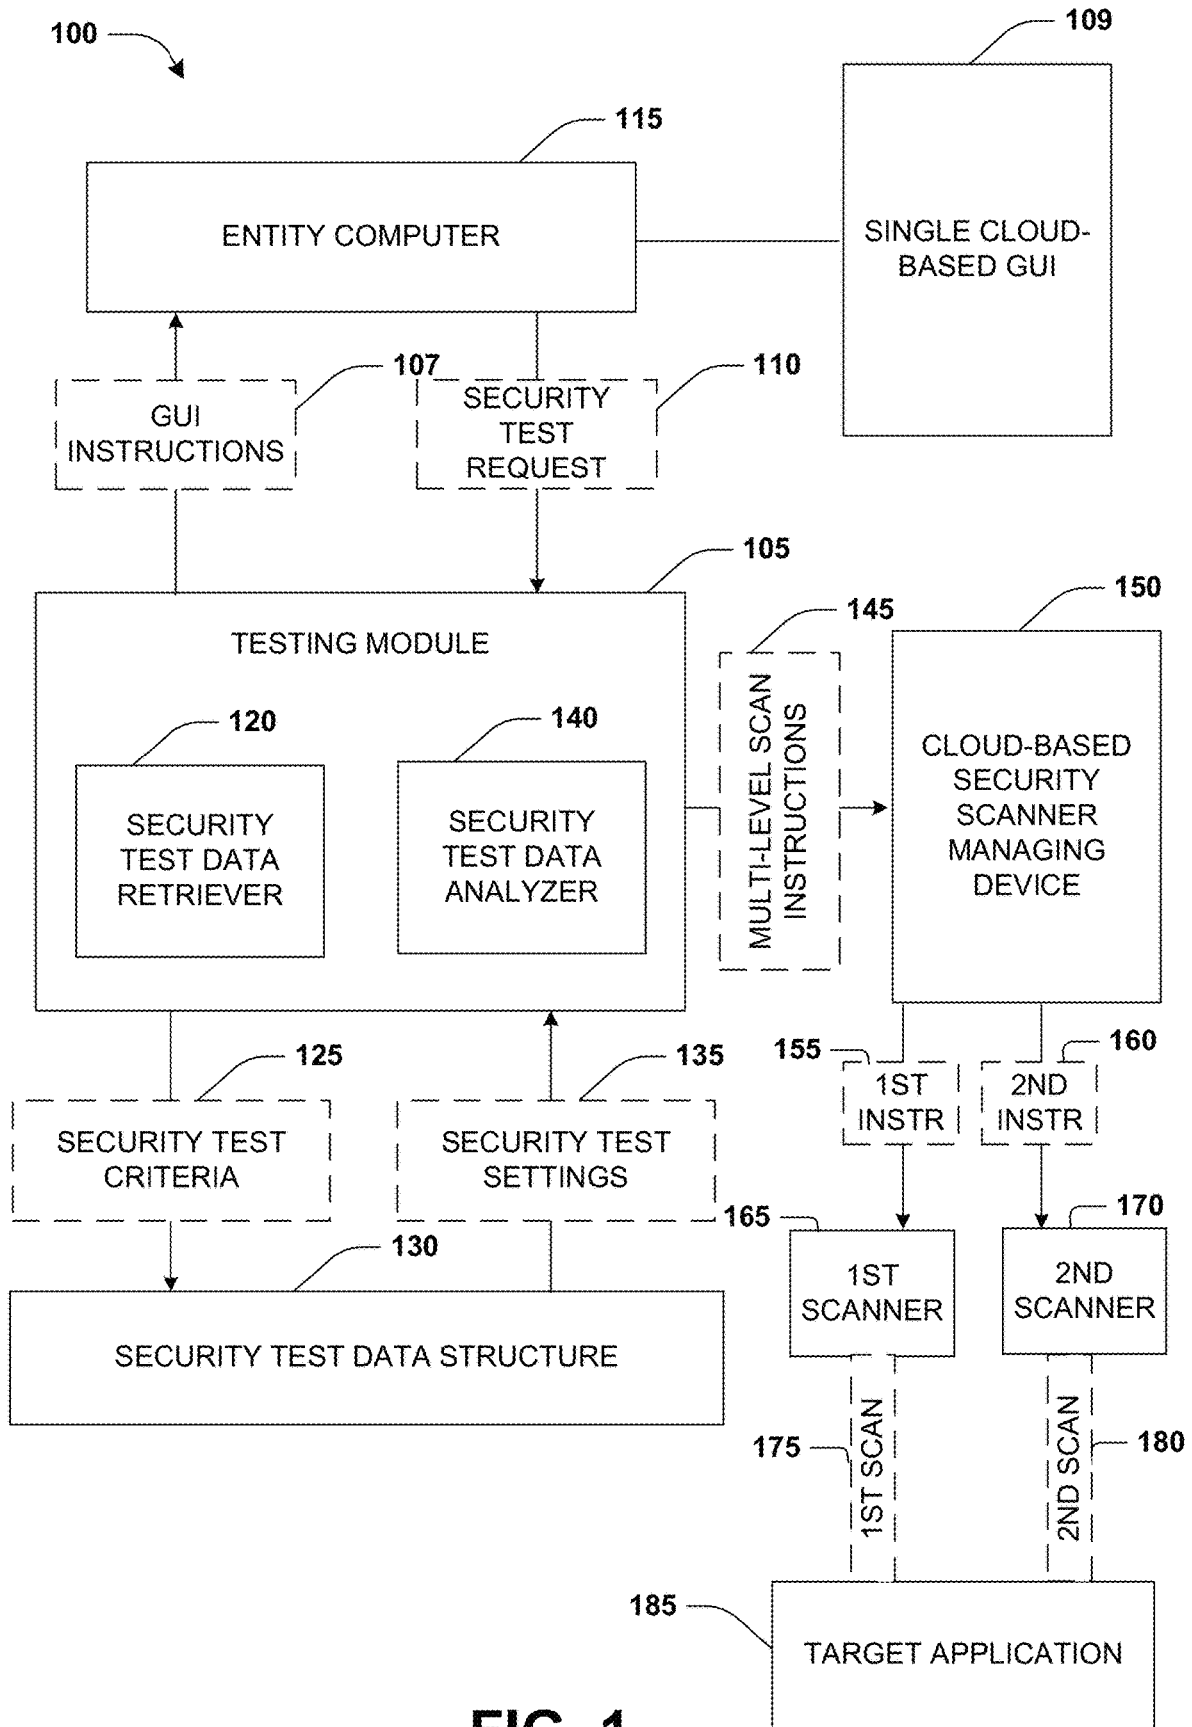 100
109
115
ENTITY COMPUTER
SINGLE CLOUD-
BASED GUI
107
110
GUI
INSTRUCTIONS
SECURITY
TEST
REQUEST
105
TESTING MODULE
120
140
SECURITY
TEST DATA
RETRIEVER
SECURITY
TEST DATA
ANALYZER
145
MULTI-LEVEL SCAN
INSTRUCTIONS
150
CLOUD-BASED
SECURITY
SCANNER
MANAGING
DEVICE
125
135
SECURITY TEST
CRITERIA
SECURITY TEST
SETTINGS
155
160
1ST
INSTR
2ND
INSTR
130
SECURITY TEST DATA STRUCTURE
165
170
1ST
SCANNER
2ND
SCANNER
175
1ST SCAN
2ND SCAN
180
185
TARGET APPLICATION
FIG. 1